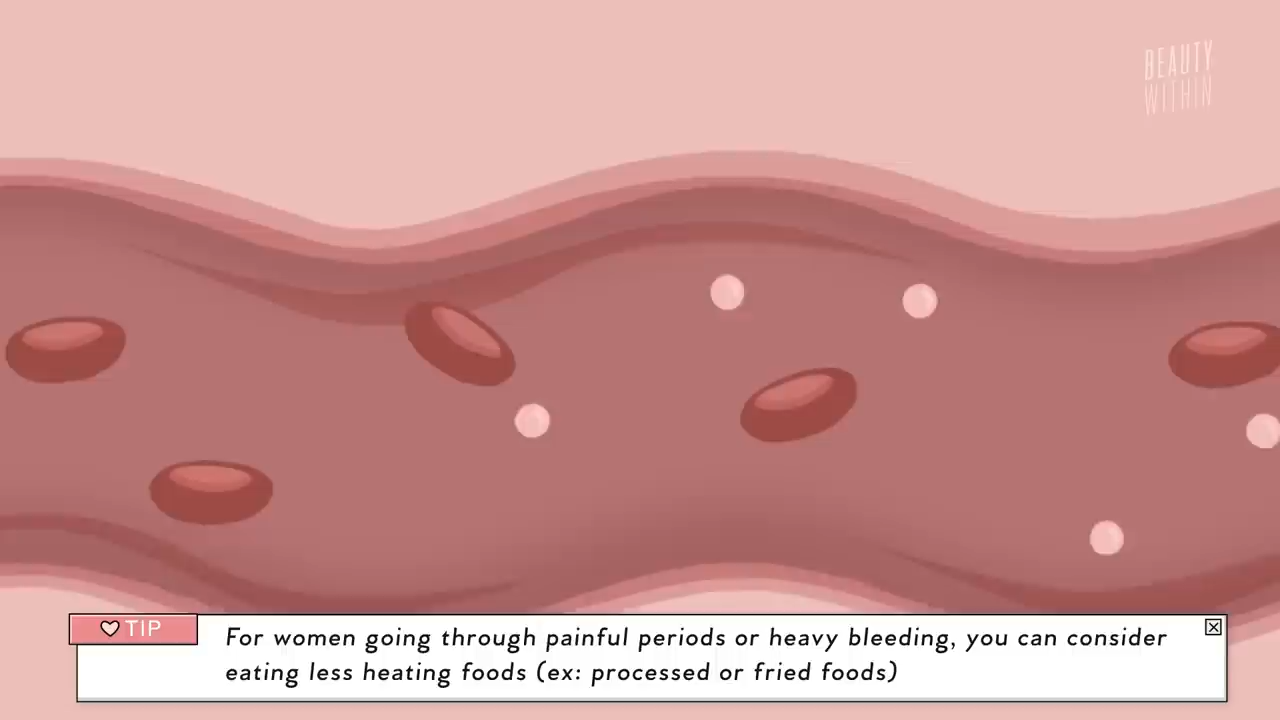 BEAUTY
WITHIN
TIP
For women going through painful periods or heavy bleeding, you can consider
eating less heating foods (ex: processed or fried foods)